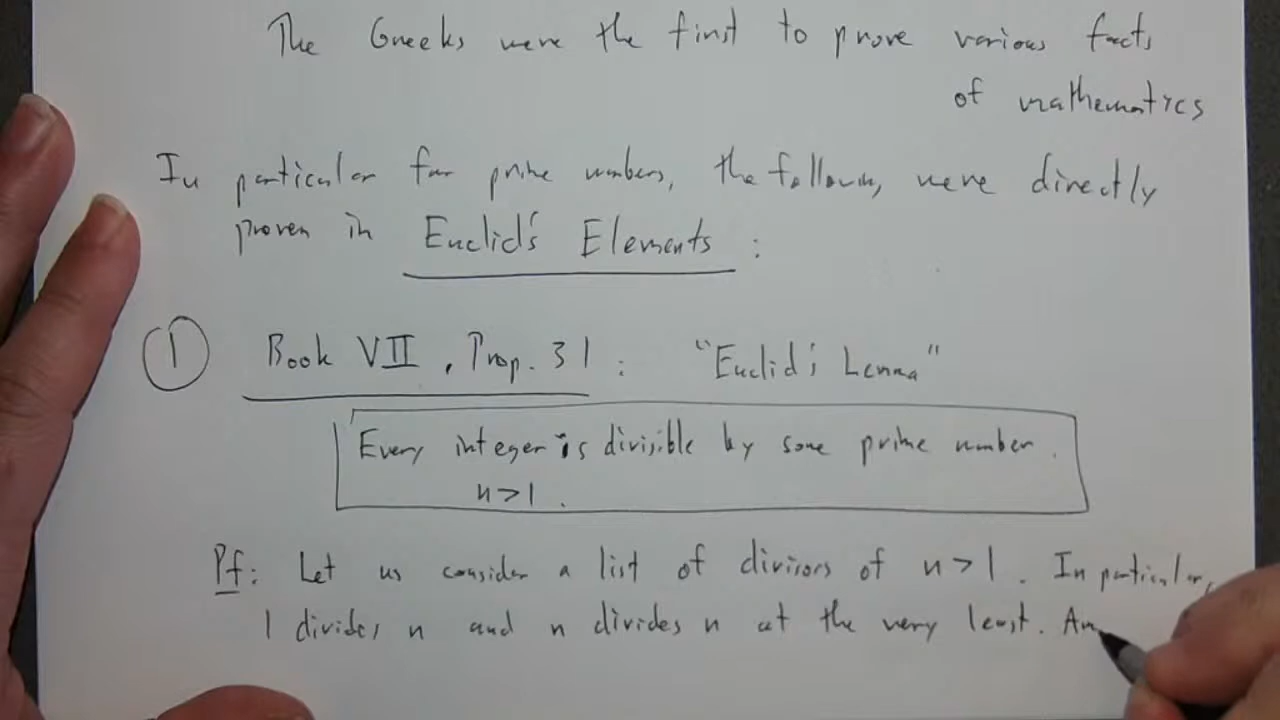 The Greeks were the first to prove various facts
of mathematics
In particular for prime numbers, the following were directly
proven in Euclid's Elements :
1 Book VII, Prop. 31 : "Euclid's Lemma"
Every integer is divisible by some prime number.
n>1.
Pf: Let us consider a list of divisors of n>1. In particular,
1 divides n and n divides n at the very least. An